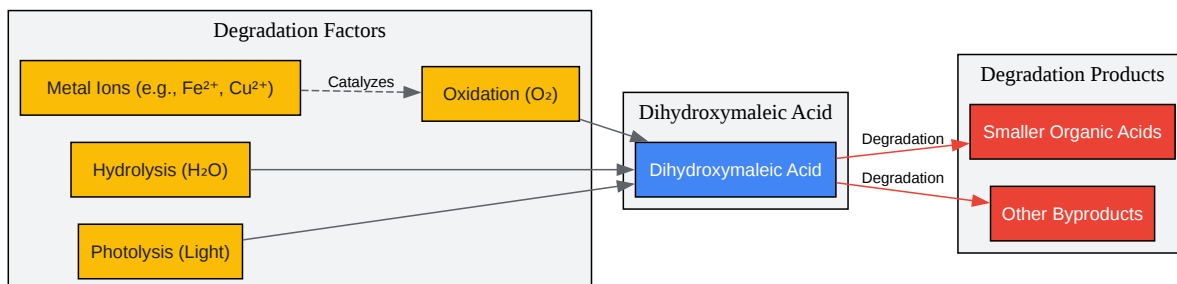 Degradation Factors
Metal Ions (e.g., Fe²⁺, Cu²⁺)
Catalyzes
Oxidation (O₂)
Hydrolysis (H₂O)
Photolysis (Light)
Dihydroxymaleic Acid
Dihydroxymaleic Acid
Degradation
Degradation
Degradation Products
Smaller Organic Acids
Other Byproducts